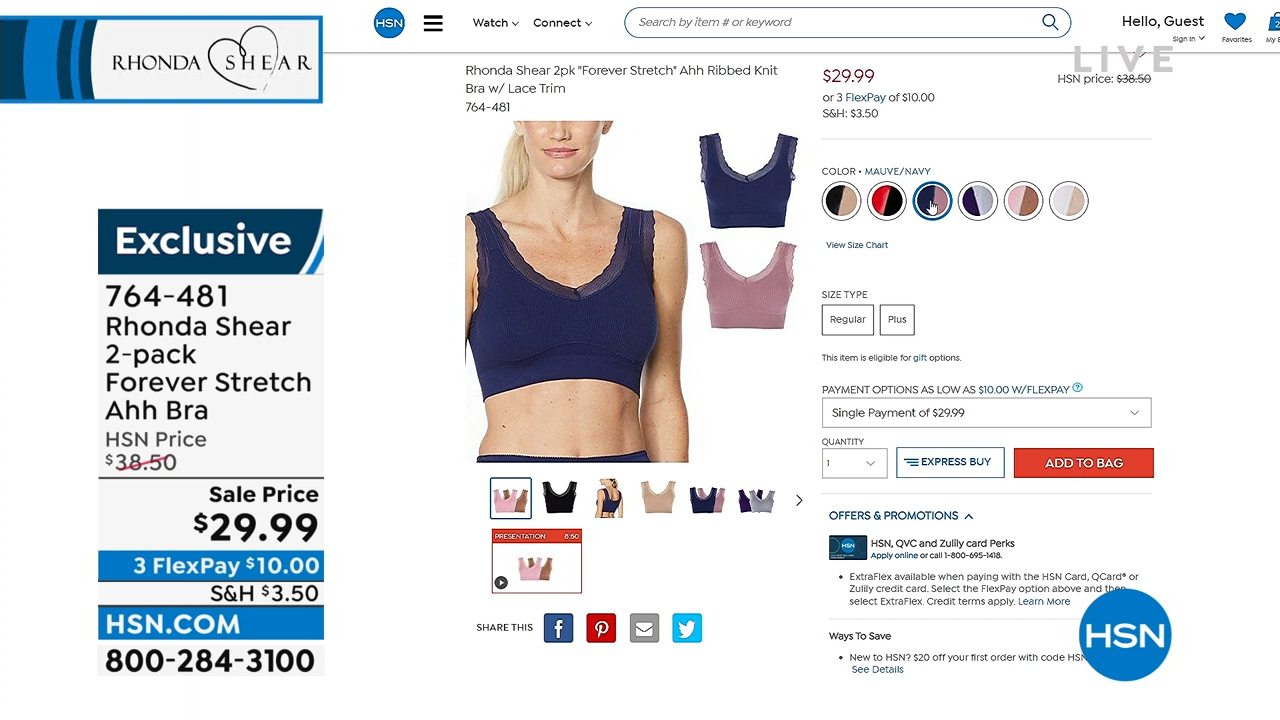 RHONDA SHEAR
Exclusive
764-481
Rhonda Shear
2-pack
Forever Stretch
Ahh Bra
HSN Price
$38.50
Sale Price
$29.99
3 FlexPay $10.00
S&H $3.50
HSN.COM
800-284-3100
HSN
Watch
Connect
Search by item # or keyword
Hello, Guest
Sign In
Favorites
2
LIVE
Rhonda Shear 2pk "Forever Stretch" Ahh Ribbed Knit
Bra w/ Lace Trim
764-481
$29.99
HSN price: $38.50
or 3 FlexPay of $10.00
S&H: $3.50
COLOR • MAUVE/NAVY
View Size Chart
SIZE TYPE
Regular
Plus
This item is eligible for gift options.
PAYMENT OPTIONS AS LOW AS $10.00 W/FLEXPAY ?
Single Payment of $29.99
QUANTITY
1
EXPRESS BUY
ADD TO BAG
PRESENTATION 8:50
SHARE THIS
OFFERS & PROMOTIONS
HSN
HSN, QVC and Zulily card Perks
Apply online or call 1-800-695-1418.
• ExtraFlex available when paying with the HSN Card, QCard® or
Zulily credit card. Select the FlexPay option above and then
select ExtraFlex. Credit terms apply. Learn More
Ways To Save
• New to HSN? $20 off your first order with code
See Details
HSN